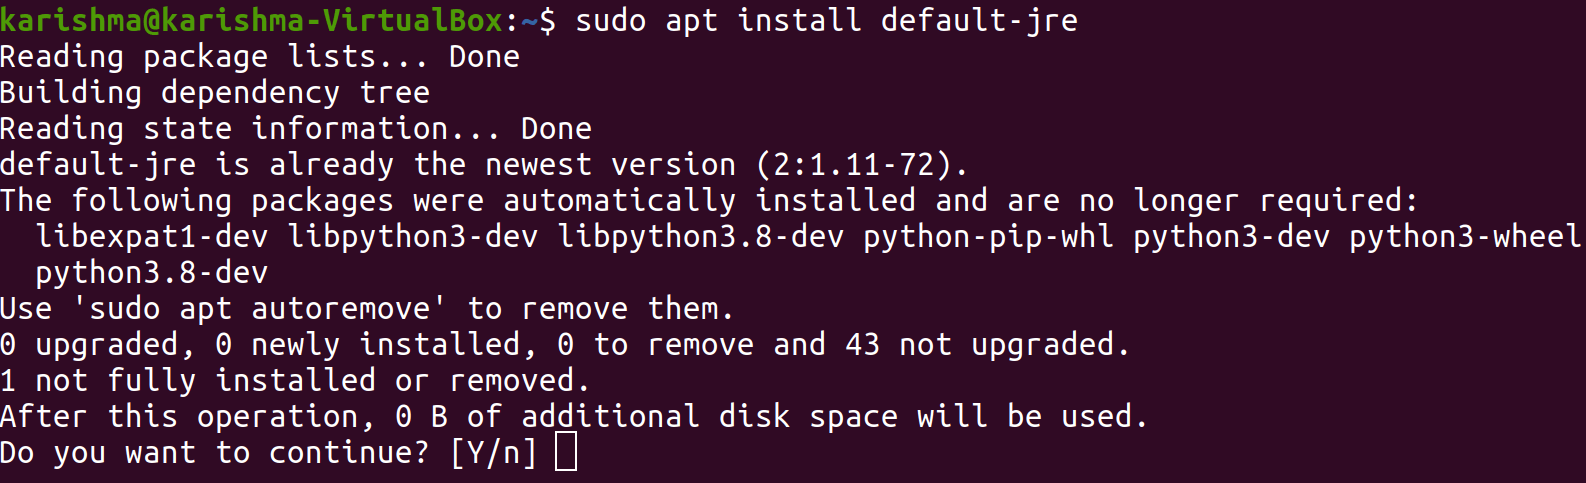 karishma@karishma-VirtualBox:~$ sudo apt install default-jre
Reading package lists... Done
Building dependency tree
Reading state information... Done
default-jre is already the newest version (2:1.11-72).
The following packages were automatically installed and are no longer required:
  libexpat1-dev libpython3-dev libpython3.8-dev python-pip-whl python3-dev python3-wheel
  python3.8-dev
Use 'sudo apt autoremove' to remove them.
0 upgraded, 0 newly installed, 0 to remove and 43 not upgraded.
1 not fully installed or removed.
After this operation, 0 B of additional disk space will be used.
Do you want to continue? [Y/n]